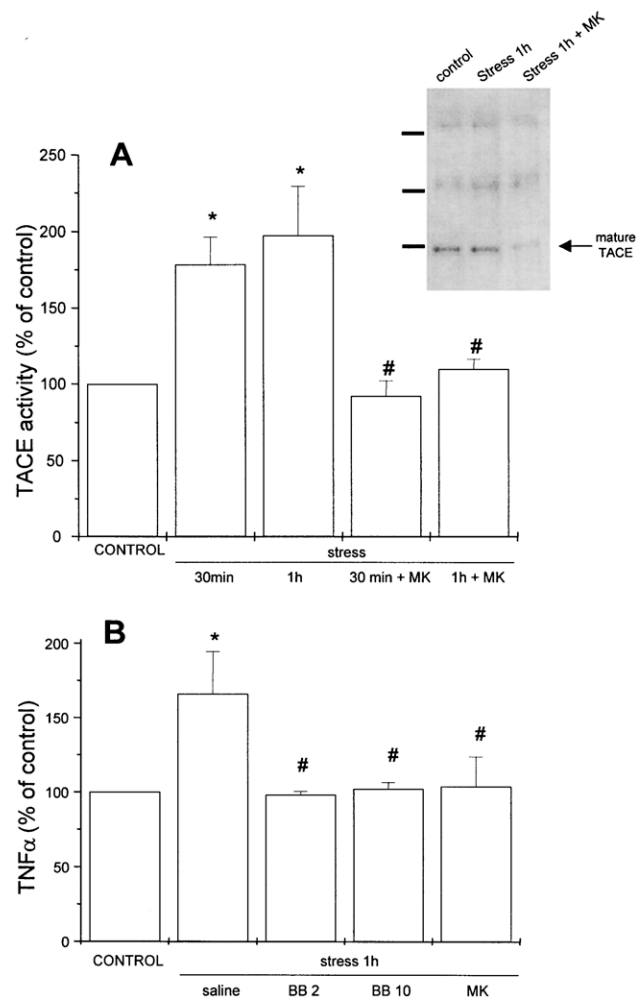 control
Stress 1h
Stress 1h + MK
mature
TACE
A
TACE activity (% of control)
250
200
150
100
50
0
*
*
#
#
CONTROL
stress
30min
1h
30 min + MK
1h + MK
B
TNFα (% of control)
200
150
100
50
0
*
#
#
#
CONTROL
stress 1h
saline
BB 2
BB 10
MK